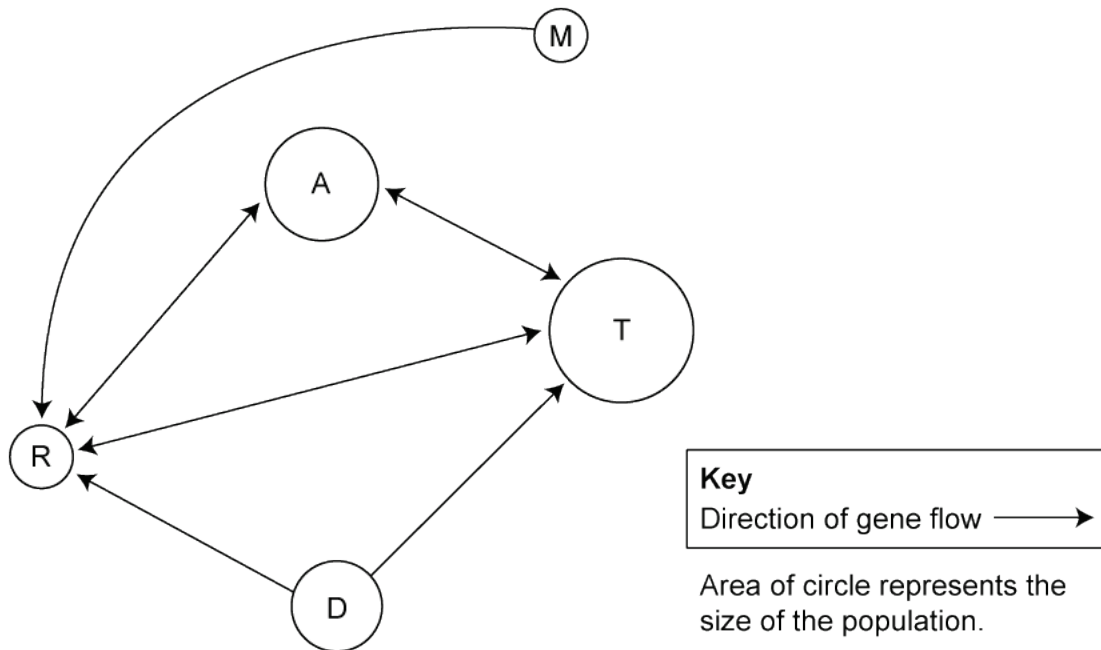 M
A
T
R
D
Key
Direction of gene flow
Area of circle represents the
size of the population.